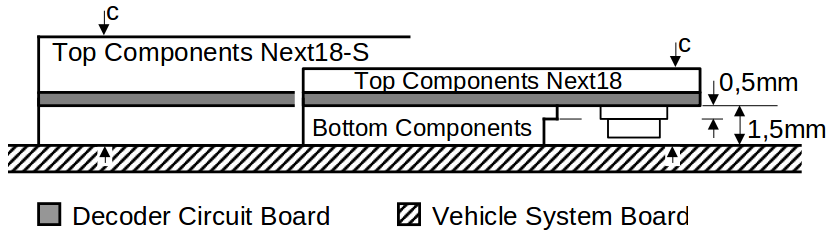 c
Top Components Next18-S
c
Top Components Next18
0,5mm
Bottom Components
1,5mm
Decoder Circuit Board
Vehicle System Board